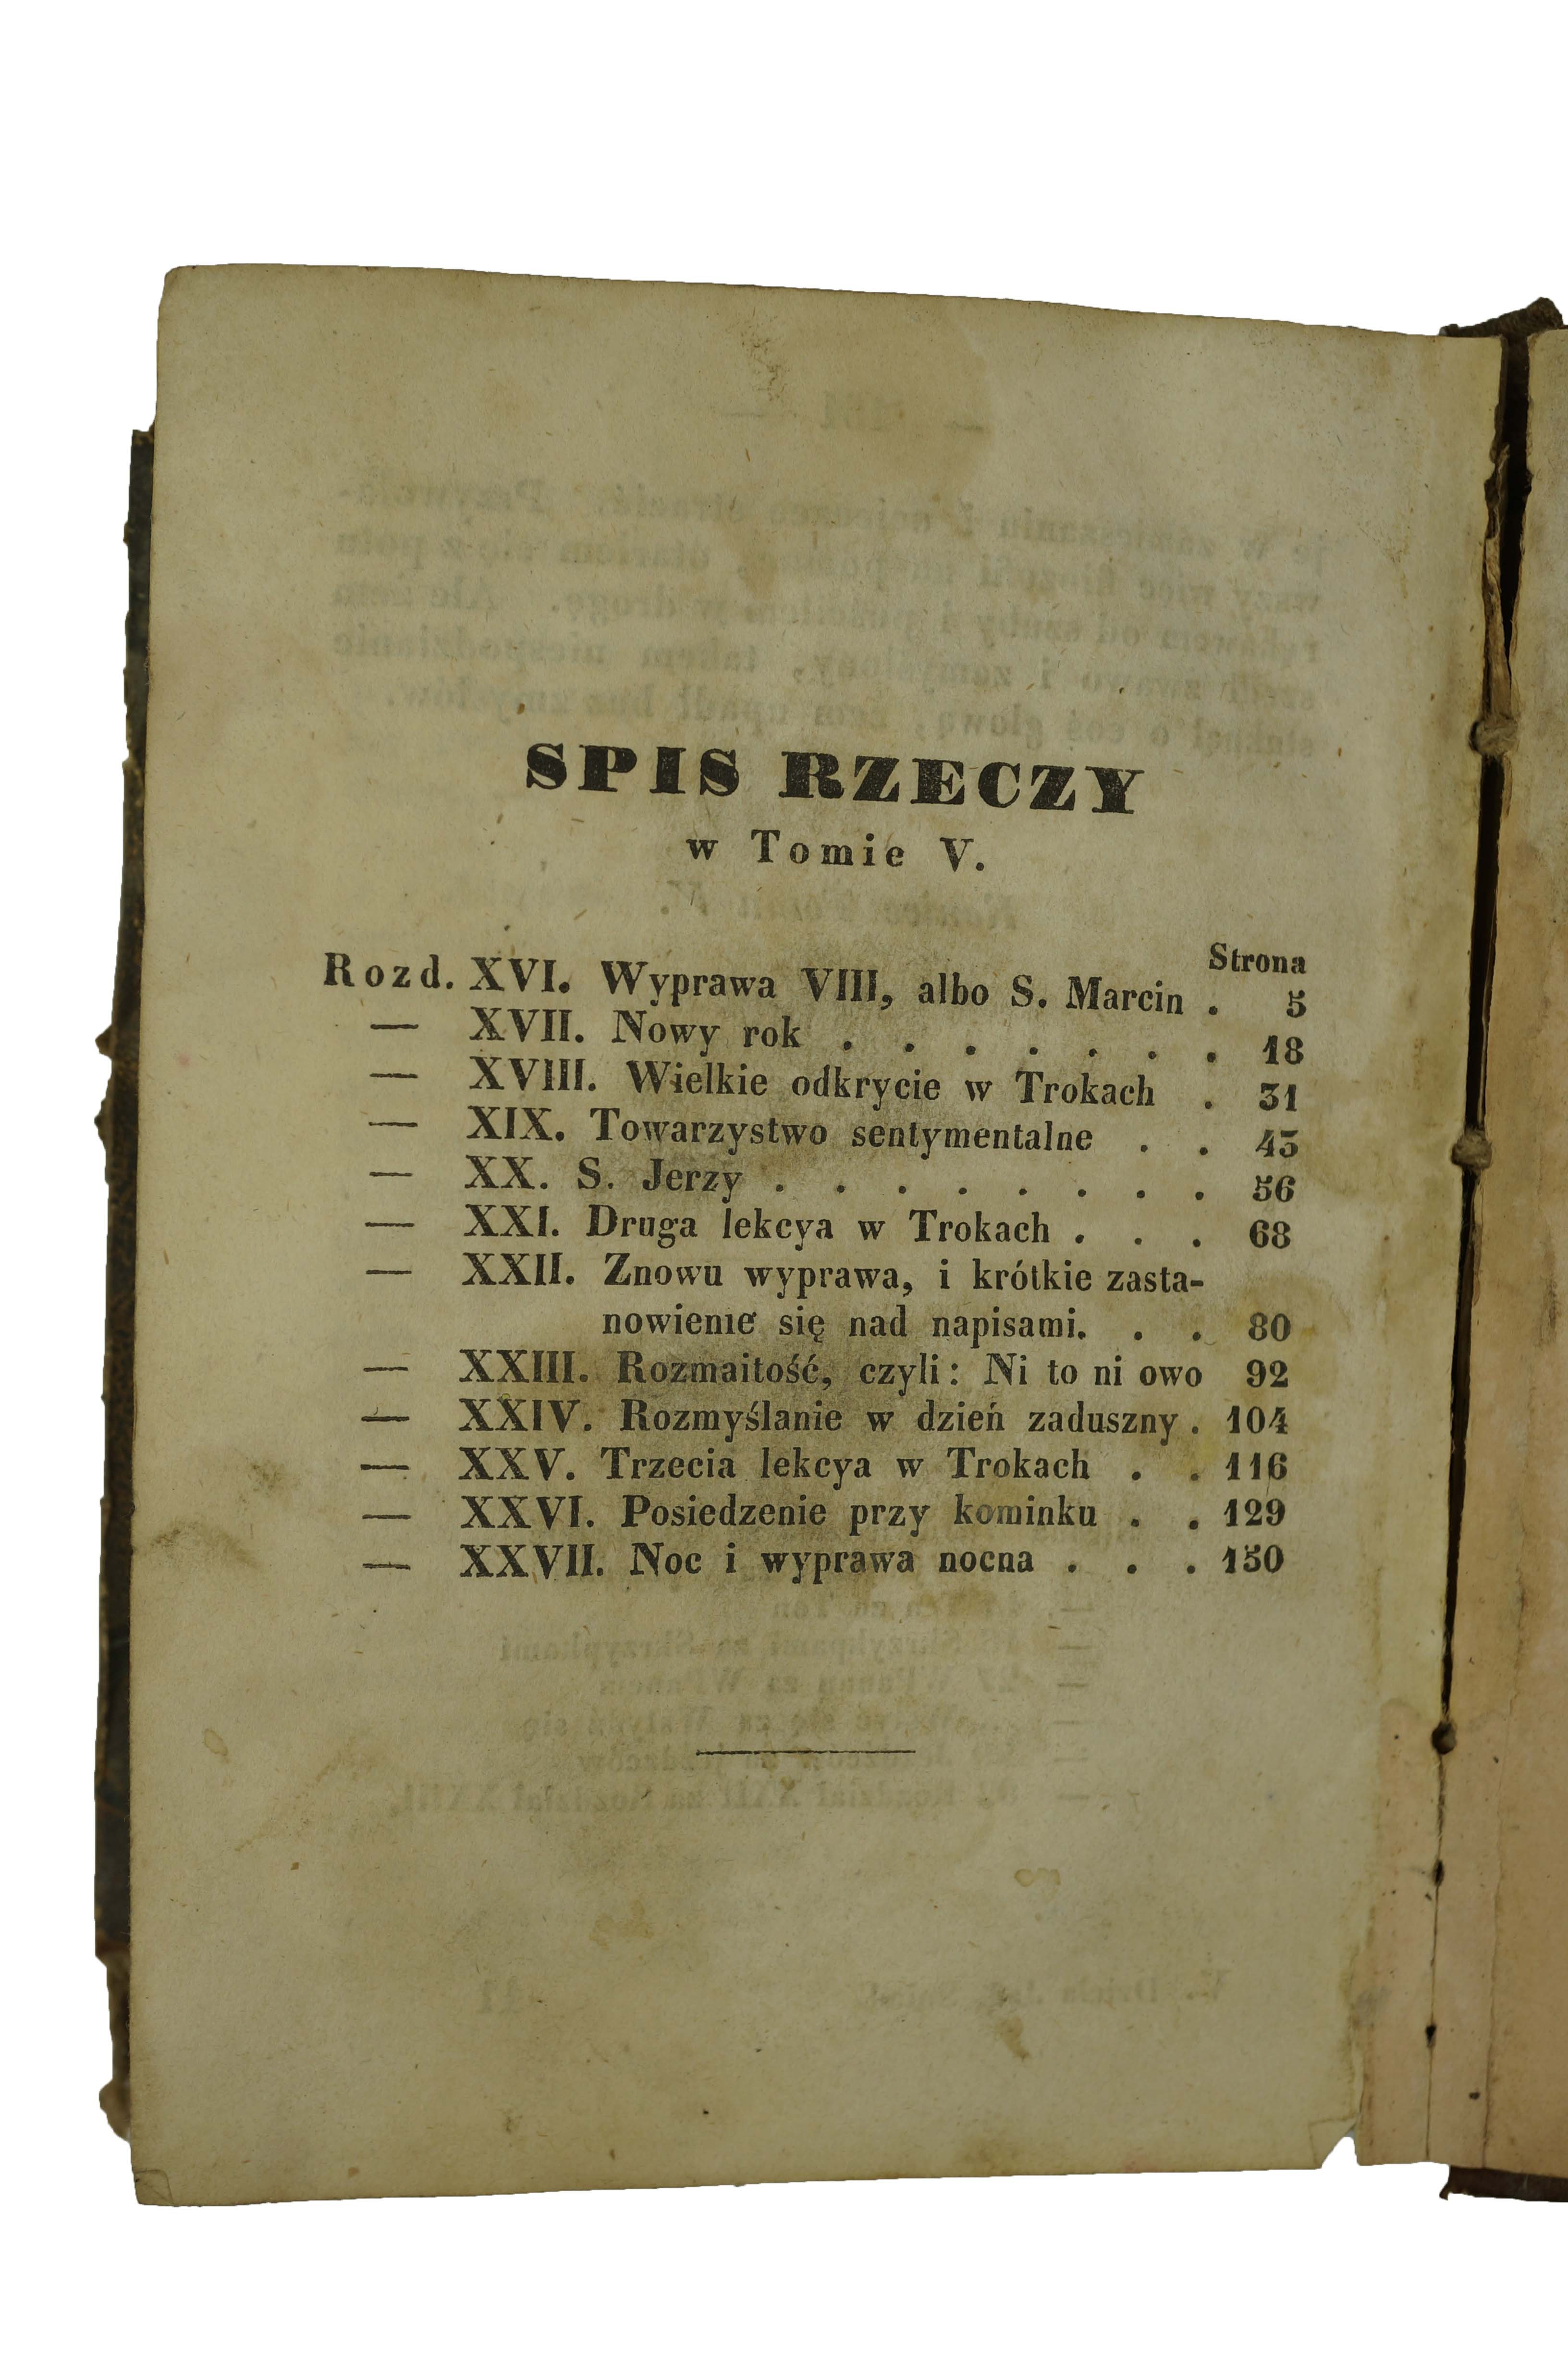 SPIS RZECZY
w Tomie V.
Strona
Rozd. XVI. Wyprawa VIII, albo S. Marcin . 5
— XVII. Nowy rok . . . . . . . 18
— XVIII. Wielkie odkrycie w Trokach . 31
— XIX. Towarzystwo sentymentalne . . 43
— XX. S. Jerzy . . . . . . . . 56
— XXI. Druga lekcya w Trokach . . . 68
— XXII. Znowu wyprawa, i krótkie zasta-
nowienie się nad napisami. . . 80
— XXIII. Rozmaitość, czyli: Ni to ni owo 92
— XXIV. Rozmyślanie w dzień zaduszny . 104
— XXV. Trzecia lekcya w Trokach . . 116
— XXVI. Posiedzenie przy kominku . . 129
— XXVII. Noc i wyprawa nocna . . . 150